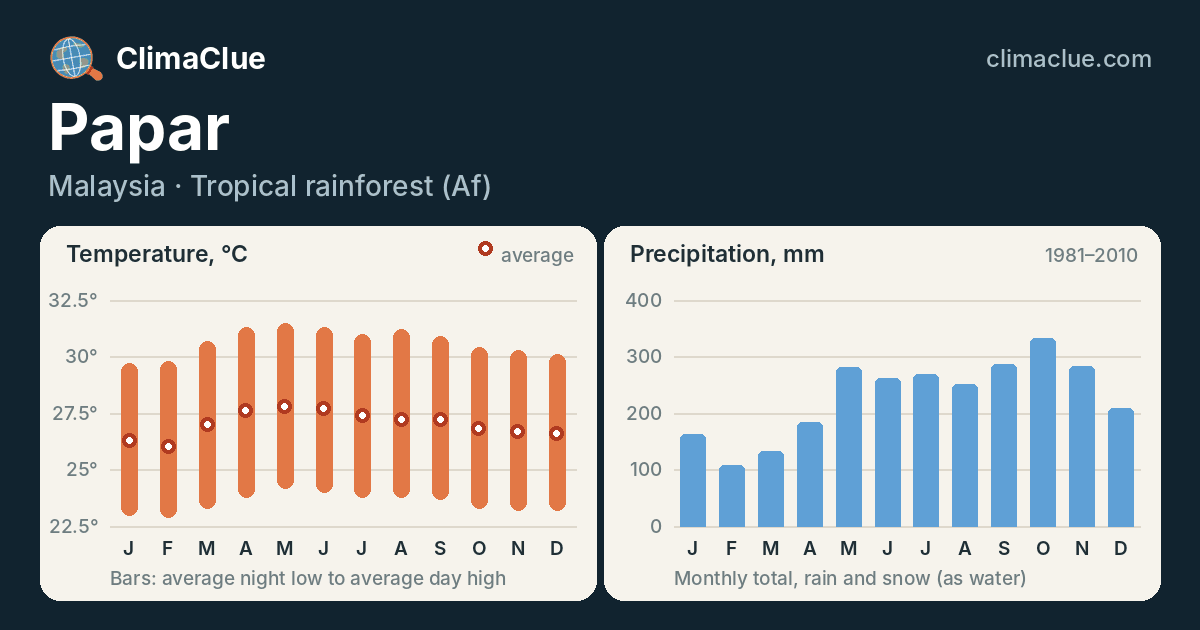 ClimaClue
climaclue.com
Papar
Malaysia · Tropical rainforest (Af)
Temperature, °C
average
32.5°
30°
27.5°
25°
22.5°
J F M A M J J A S O N D
Bars: average night low to average day high
Precipitation, mm
1981–2010
400
300
200
100
0
J F M A M J J A S O N D
Monthly total, rain and snow (as water)